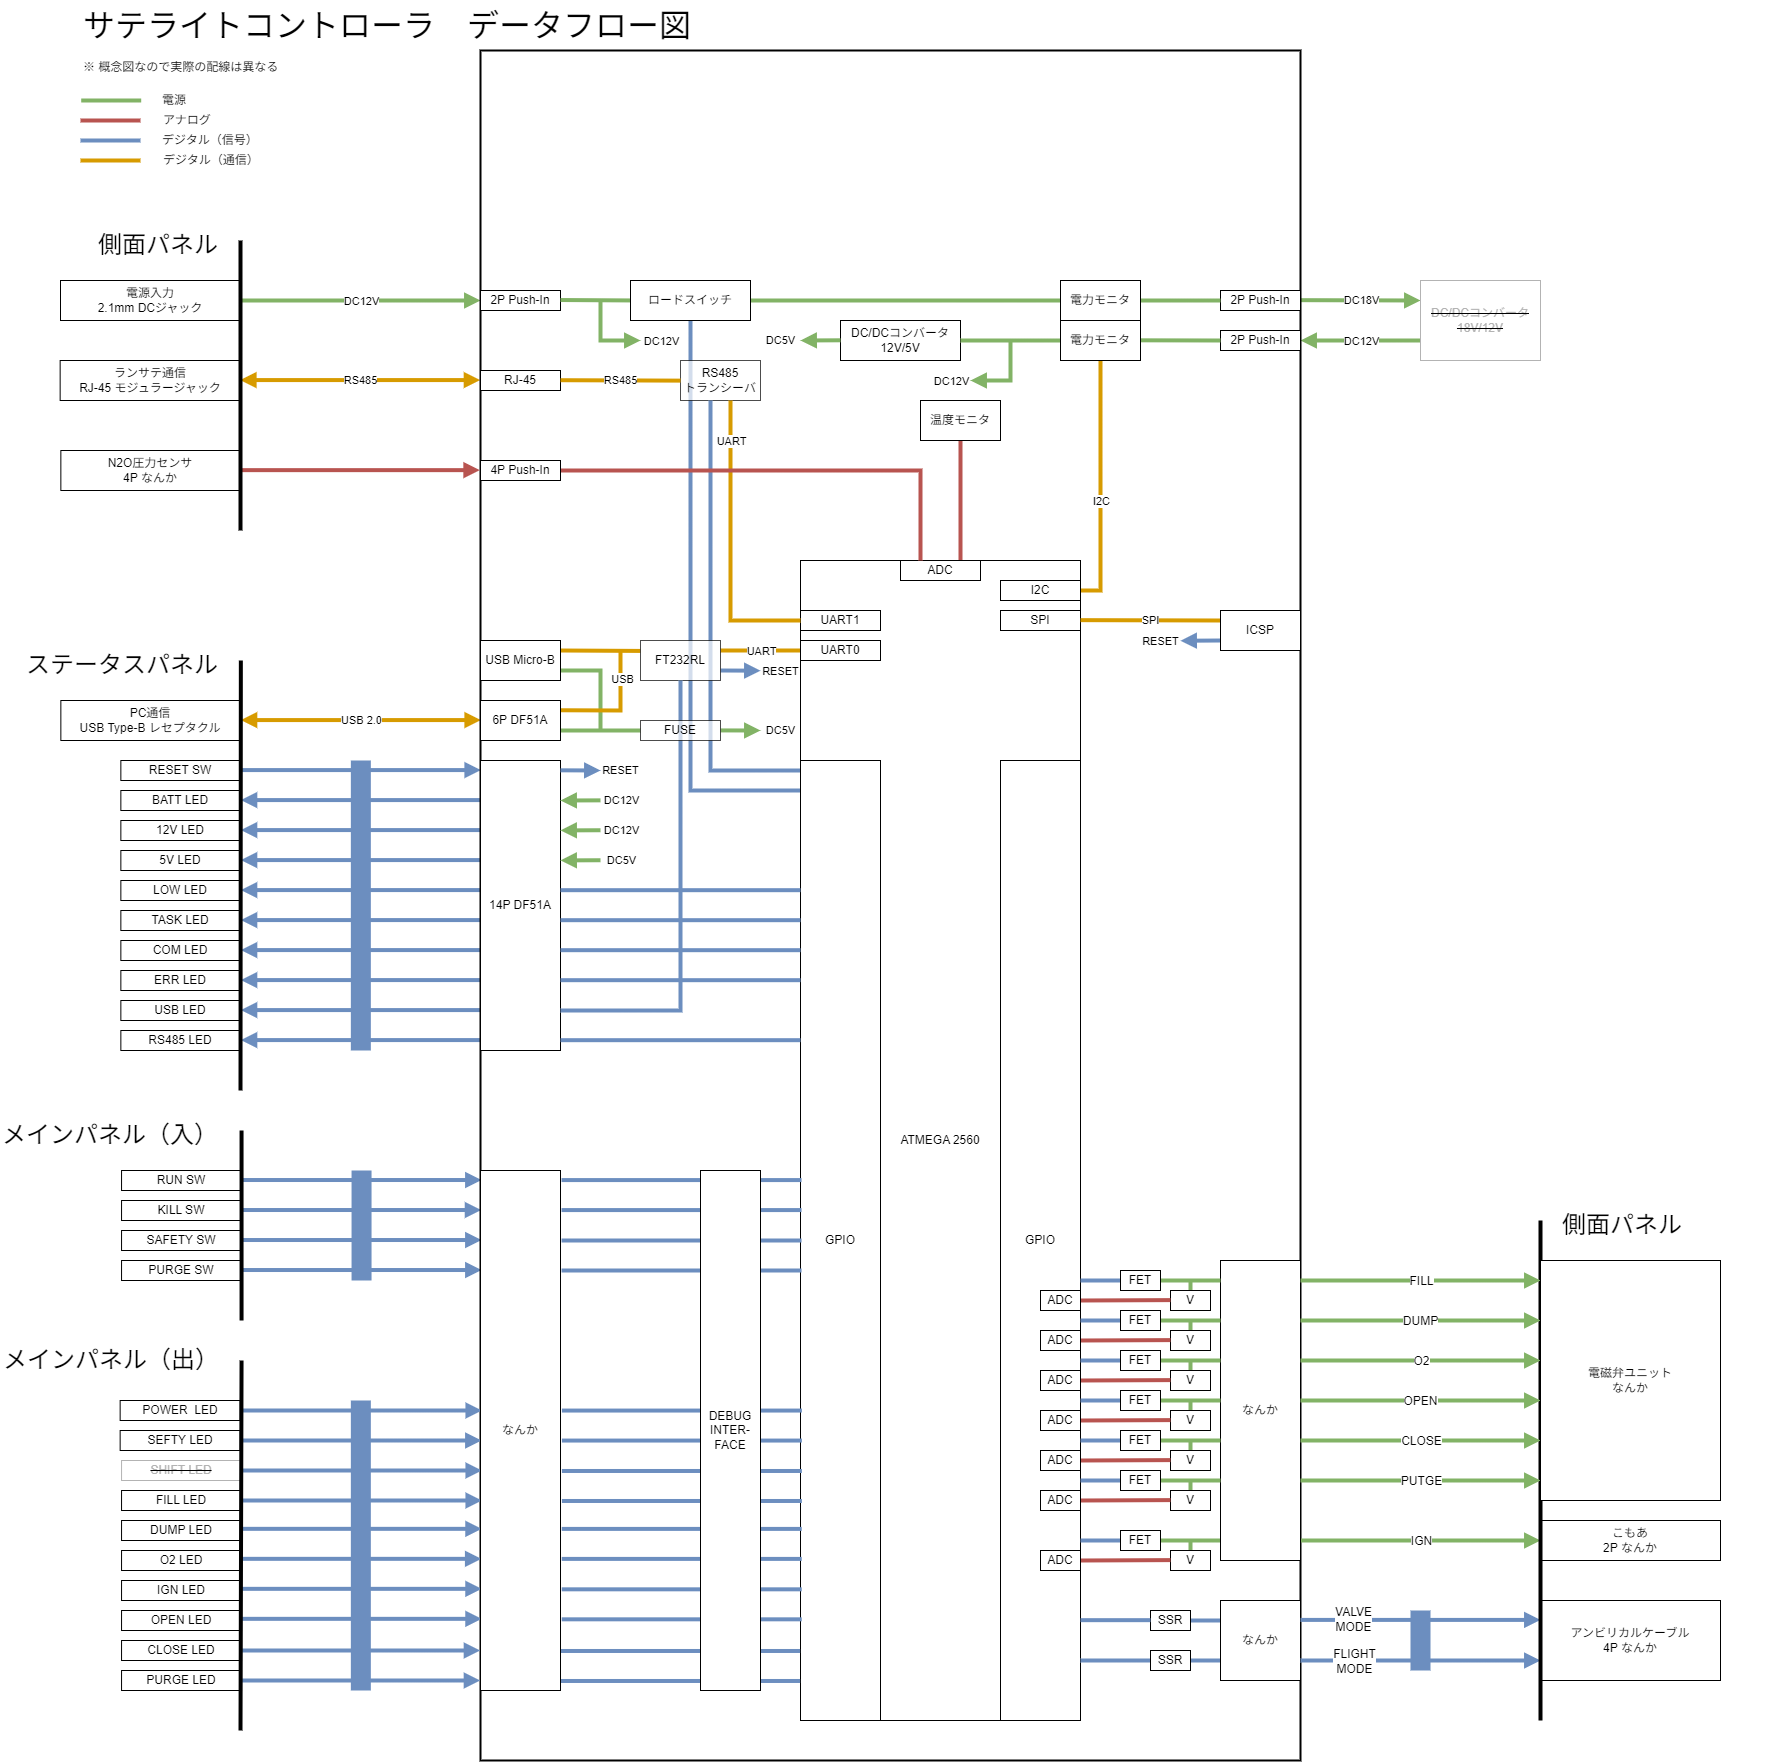 サテライトコントローラ　データフロー図
※ 概念図なので実際の配線は異なる
電源
アナログ
デジタル（信号）
デジタル（通信）
側面パネル
電源入力
2.1mm DCジャック
DC12V
2P Push-In
ロードスイッチ
電力モニタ
2P Push-In
DC18V
DC/DCコンバータ
18V/12V
DC12V
DC5V
DC/DCコンバータ
12V/5V
電力モニタ
2P Push-In
DC12V
ランサテ通信
RJ-45 モジュラージャック
RS485
RJ-45
RS485
RS485
トランシーバ
DC12V
温度モニタ
UART
N2O圧力センサ
4P なんか
4P Push-In
I2C
ADC
I2C
UART1
SPI
SPI
ICSP
RESET
ステータスパネル
USB Micro-B
FT232RL
UART
UART0
RESET
USB
PC通信
USB Type-B レセプタクル
USB 2.0
6P DF51A
FUSE
DC5V
RESET SW
RESET
BATT LED
DC12V
12V LED
DC12V
5V LED
DC5V
LOW LED
14P DF51A
TASK LED
COM LED
ERR LED
USB LED
RS485 LED
メインパネル（入）
ATMEGA 2560
RUN SW
KILL SW
SAFETY SW
PURGE SW
GPIO
GPIO
側面パネル
FET
FILL
ADC
V
FET
DUMP
ADC
V
FET
O2
ADC
V
FET
OPEN
ADC
V
FET
CLOSE
ADC
V
FET
PUTGE
ADC
V
FET
IGN
ADC
V
なんか
電磁弁ユニット
なんか
こもあ
2P なんか
メインパネル（出）
POWER  LED
SEFTY LED
SHIFT LED
FILL LED
DUMP LED
O2 LED
IGN LED
OPEN LED
CLOSE LED
PURGE LED
なんか
DEBUG
INTER-
FACE
SSR
SSR
なんか
VALVE
MODE
FLIGHT
MODE
アンビリカルケーブル
4P なんか